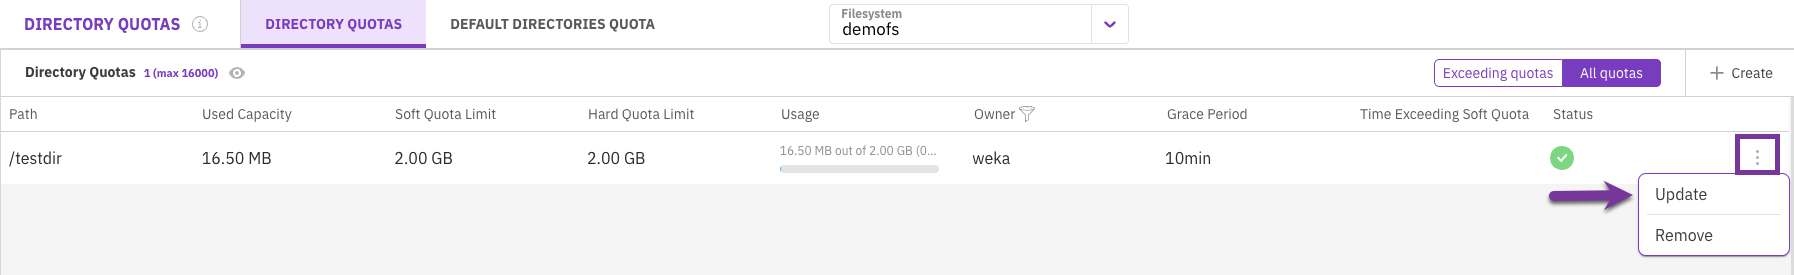 DIRECTORY QUOTAS
DIRECTORY QUOTAS
DEFAULT DIRECTORIES QUOTA
Filesystem
demofs
Directory Quotas 1 (max 16000)
Exceeding quotas
All quotas
Create
Path
Used Capacity
Soft Quota Limit
Hard Quota Limit
Usage
Owner
Grace Period
Time Exceeding Soft Quota
Status
/testdir
16.50 MB
2.00 GB
2.00 GB
16.50 MB out of 2.00 GB (0...
weka
10min
Update
Remove